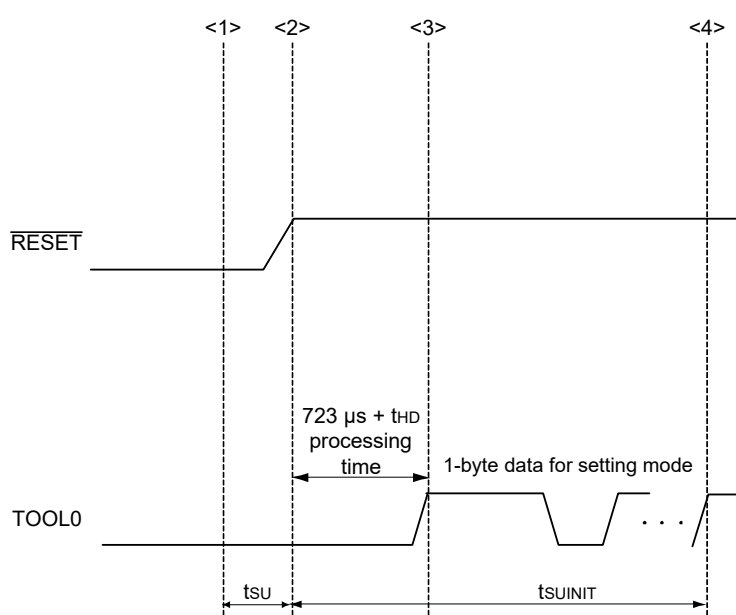 <1> <2> <3> <4>
RESET
723 µs + tHD
processing
time
1-byte data for setting mode
TOOL0
. . .
tSU tSUINIT